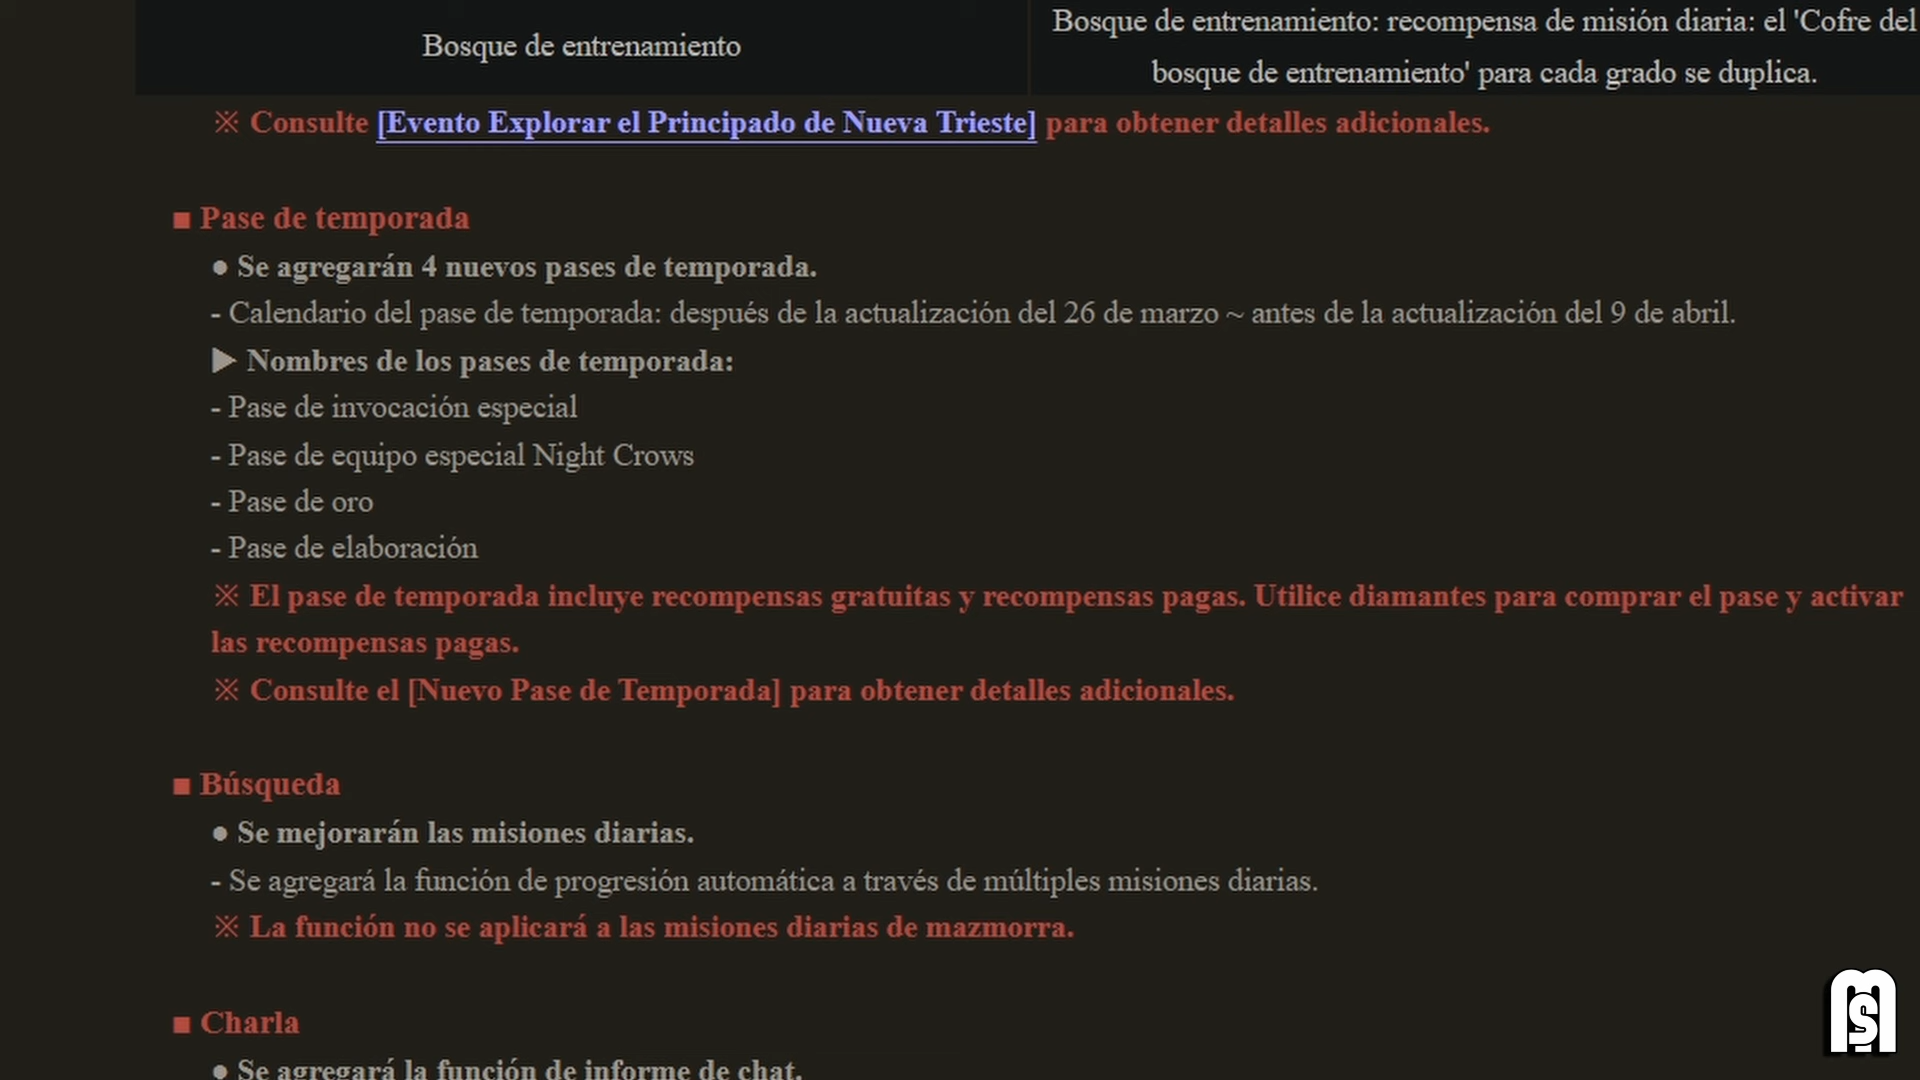 Bosque de entrenamiento
Bosque de entrenamiento: recompensa de misión diaria: el 'Cofre del
bosque de entrenamiento' para cada grado se duplica.
※ Consulte [Evento Explorar el Principado de Nueva Trieste] para obtener detalles adicionales.
■ Pase de temporada
● Se agregarán 4 nuevos pases de temporada.
- Calendario del pase de temporada: después de la actualización del 26 de marzo ~ antes de la actualización del 9 de abril.
▶ Nombres de los pases de temporada:
- Pase de invocación especial
- Pase de equipo especial Night Crows
- Pase de oro
- Pase de elaboración
※ El pase de temporada incluye recompensas gratuitas y recompensas pagas. Utilice diamantes para comprar el pase y activar
las recompensas pagas.
※ Consulte el [Nuevo Pase de Temporada] para obtener detalles adicionales.
■ Búsqueda
● Se mejorarán las misiones diarias.
- Se agregará la función de progresión automática a través de múltiples misiones diarias.
※ La función no se aplicará a las misiones diarias de mazmorra.
■ Charla
● Se agregará la función de informe de chat.